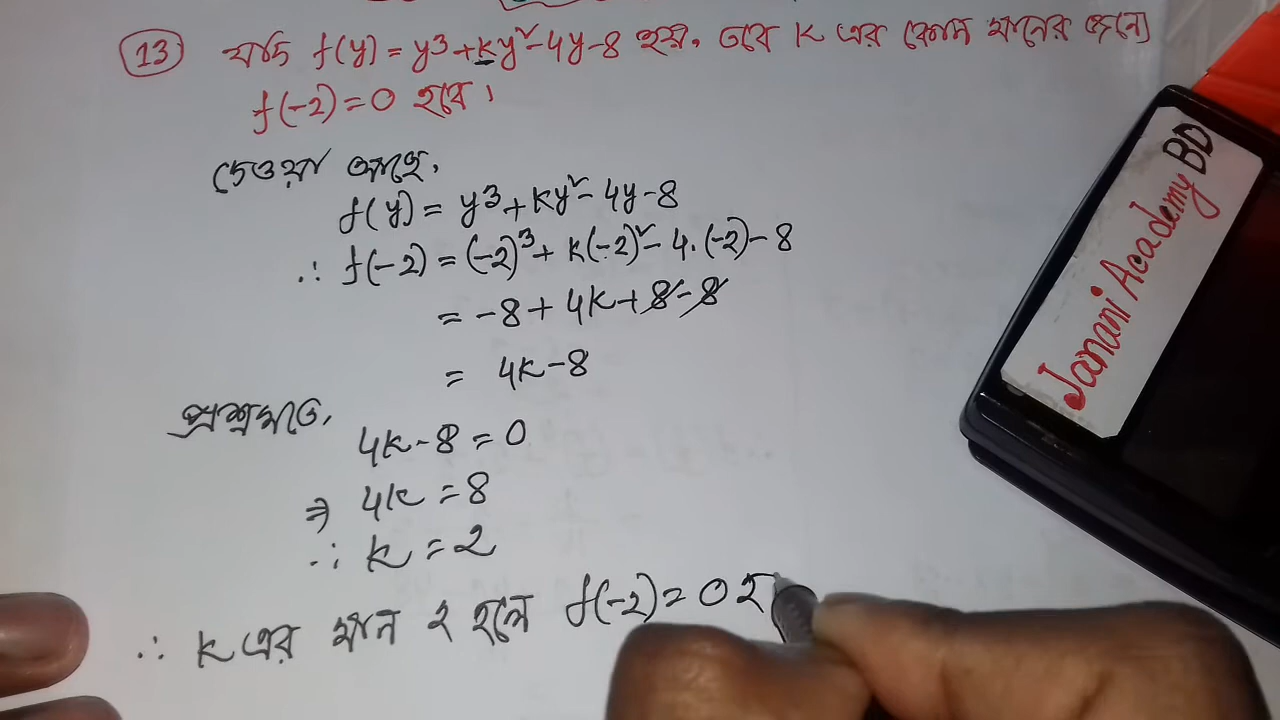 13 যদি f(y) = y³+ky²-4y-8 হয়, তবে k এর কোন মানের জন্যে
f(-2)=0 হবে।
দেওয়া আছে,
f(y) = y³+ky²-4y-8
∴ f(-2) = (-2)³+k(-2)²-4.(-2)-8
= -8+4k+8-8
= 4k-8
প্রশ্নমতে,
4k-8=0
⇒ 4k=8
∴ k=2
∴ k এর মান ২ হলে f(-2)=0 হ
Janani Academy BD